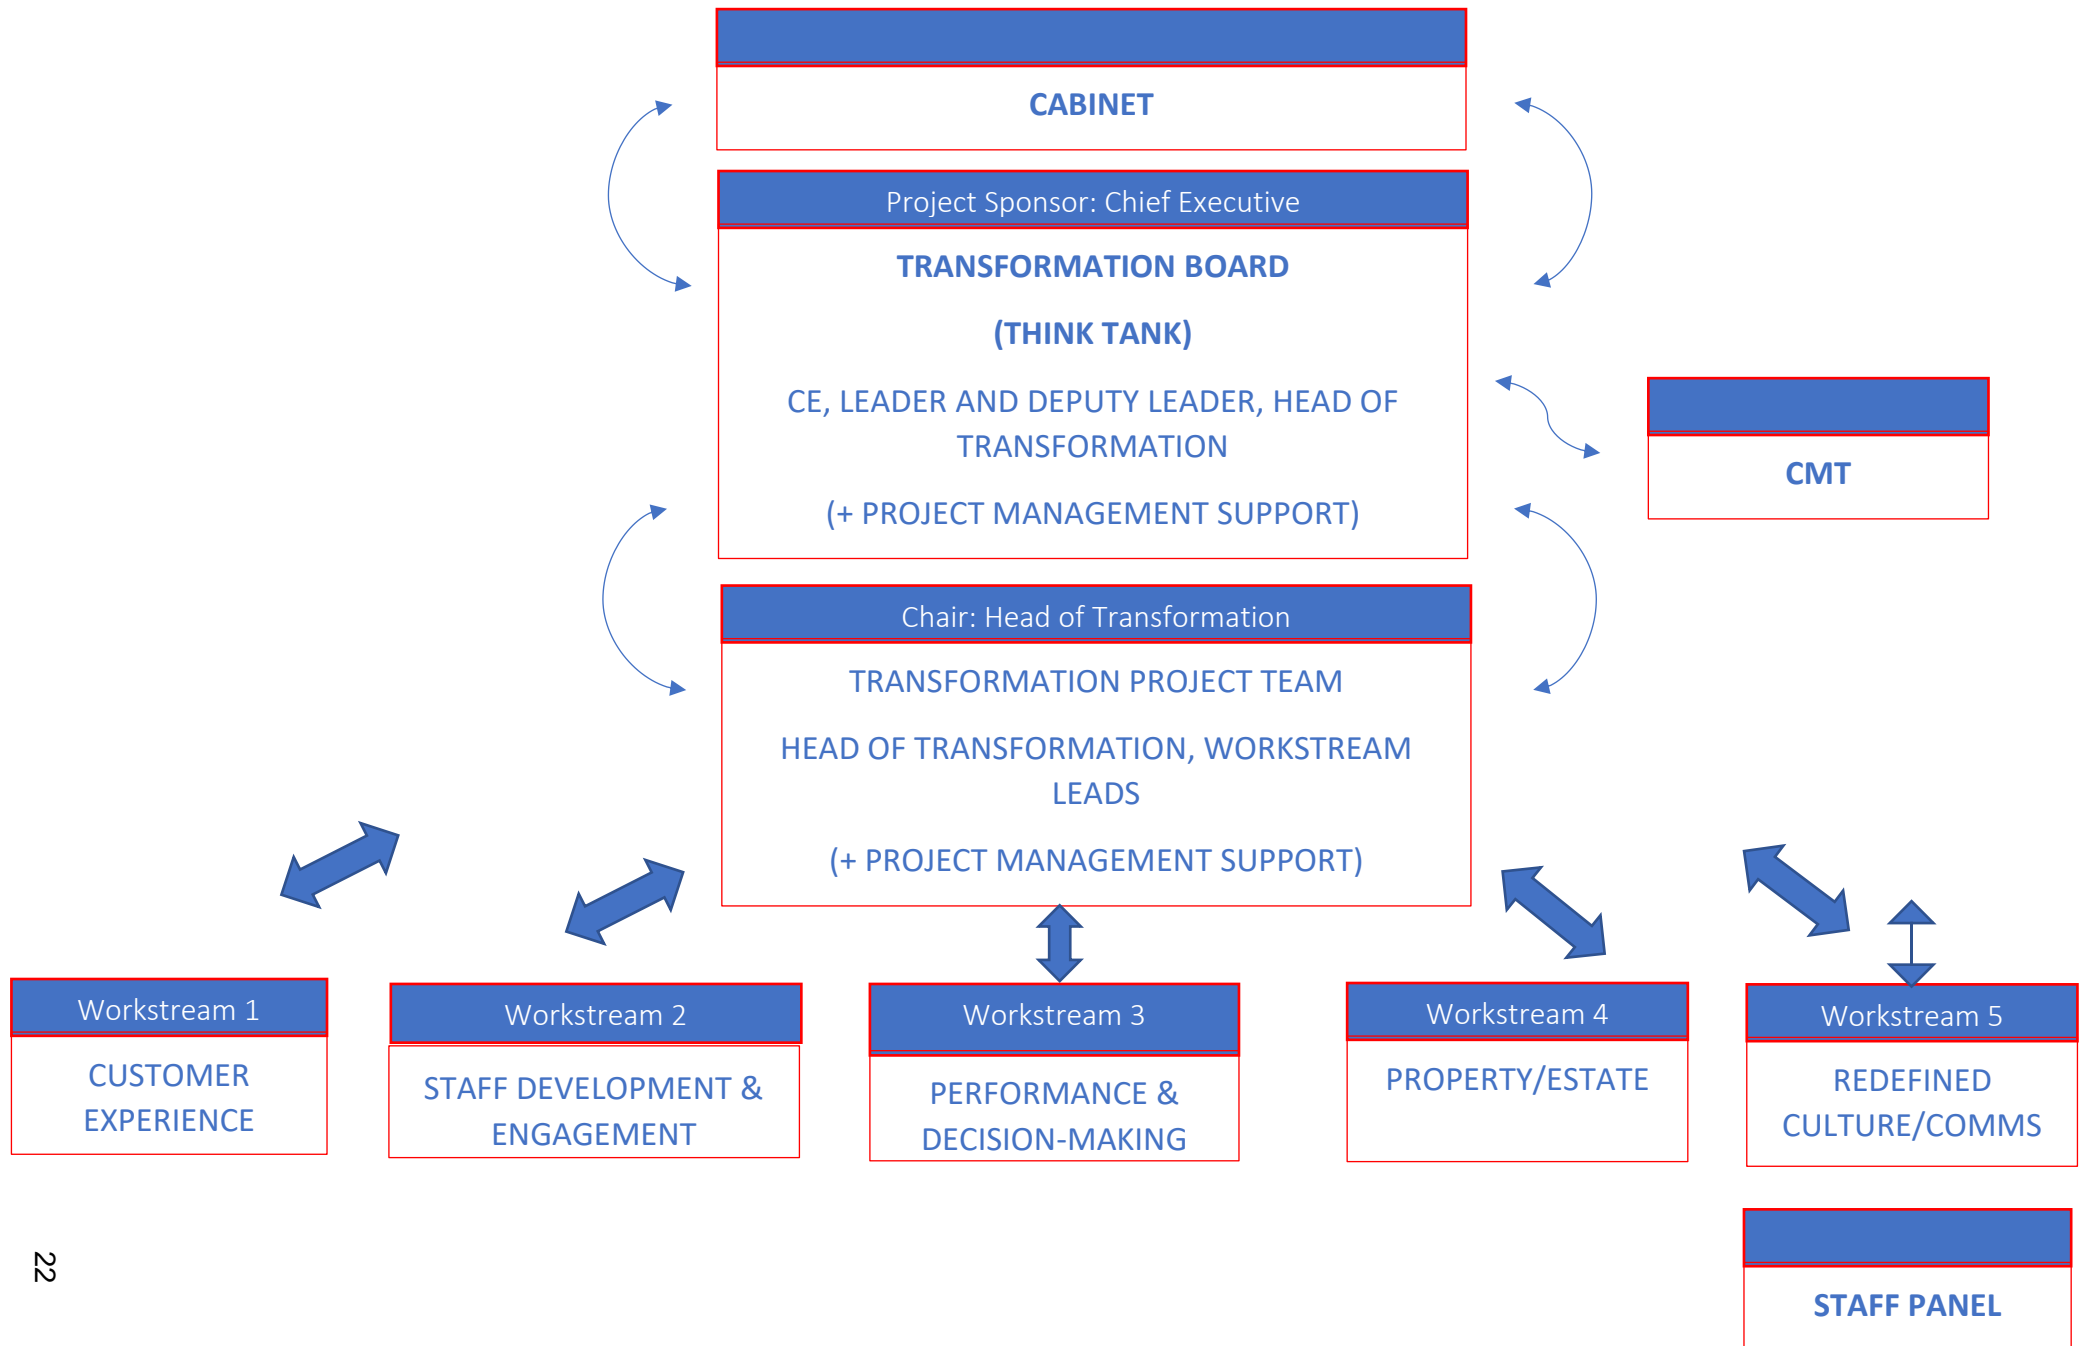 CABINET
Project Sponsor: Chief Executive
TRANSFORMATION BOARD
(THINK TANK)
CE, LEADER AND DEPUTY LEADER, HEAD OF
TRANSFORMATION
(+ PROJECT MANAGEMENT SUPPORT)
CMT
Chair: Head of Transformation
TRANSFORMATION PROJECT TEAM
HEAD OF TRANSFORMATION, WORKSTREAM
LEADS
(+ PROJECT MANAGEMENT SUPPORT)
Workstream 1
CUSTOMER
EXPERIENCE
Workstream 2
STAFF DEVELOPMENT &
ENGAGEMENT
Workstream 3
PERFORMANCE &
DECISION-MAKING
Workstream 4
PROPERTY/ESTATE
Workstream 5
REDEFINED
CULTURE/COMMS
STAFF PANEL
22